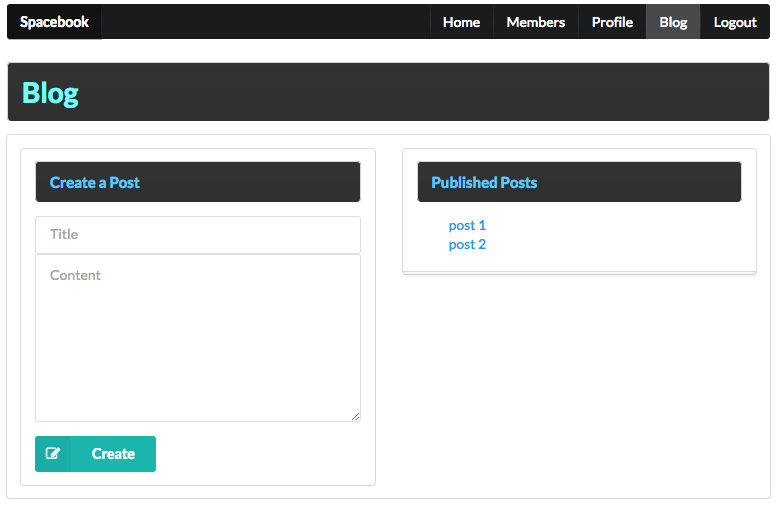 Spacebook Home Members Profile Blog Logout
Blog
Create a Post
Title
Content
Create
Published Posts
post 1
post 2